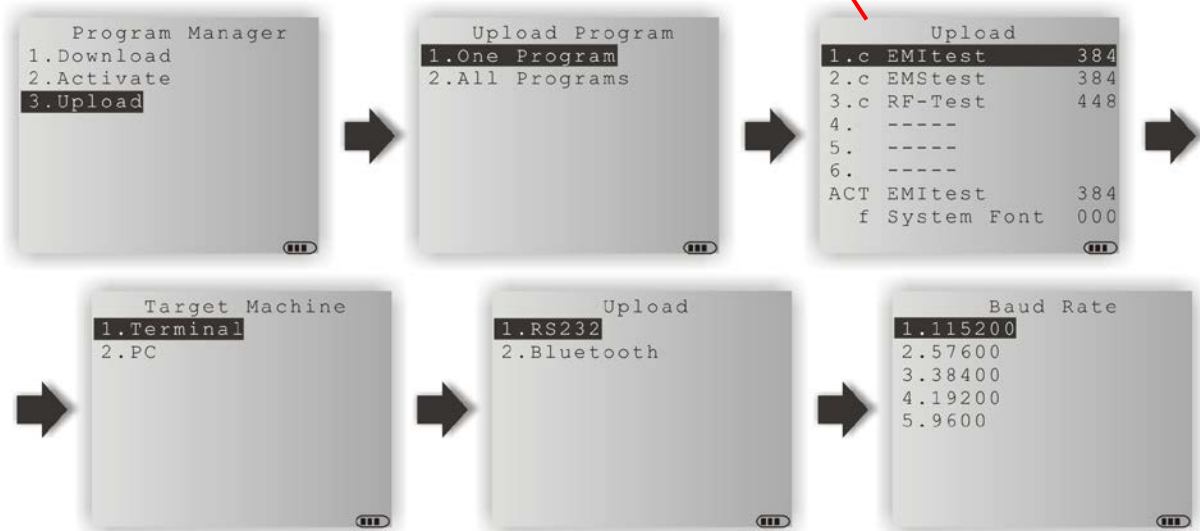 Program Manager
1.Download
2.Activate
3.Upload
Upload Program
1.One Program
2.All Programs
Upload
1.c EMItest 384
2.c EMStest 384
3.c RF-Test 448
4. -----
5. -----
6. -----
ACT EMItest 384
f System Font 000
Target Machine
1.Terminal
2.PC
Upload
1.RS232
2.Bluetooth
Baud Rate
1.115200
2.57600
3.38400
4.19200
5.9600